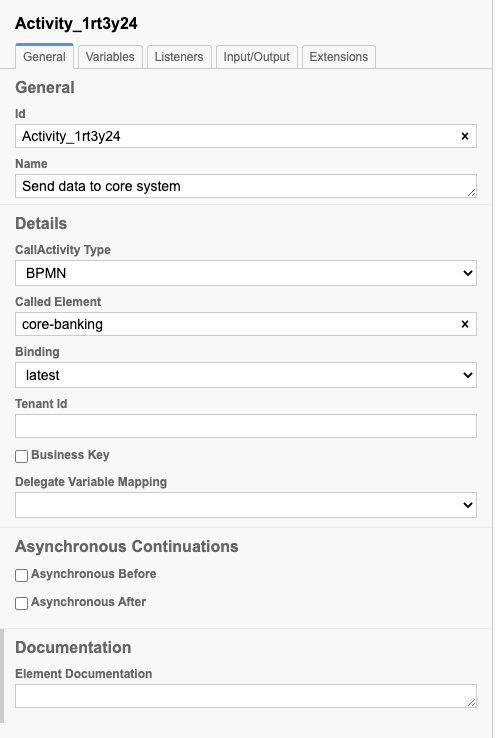 Activity_1rt3y24
General Variables Listeners Input/Output Extensions
General
Id
Activity_1rt3y24 ×
Name
Send data to core system
Details
CallActivity Type
BPMN
Called Element
core-banking ×
Binding
latest
Tenant Id
Business Key
Delegate Variable Mapping
Asynchronous Continuations
Asynchronous Before
Asynchronous After
Documentation
Element Documentation